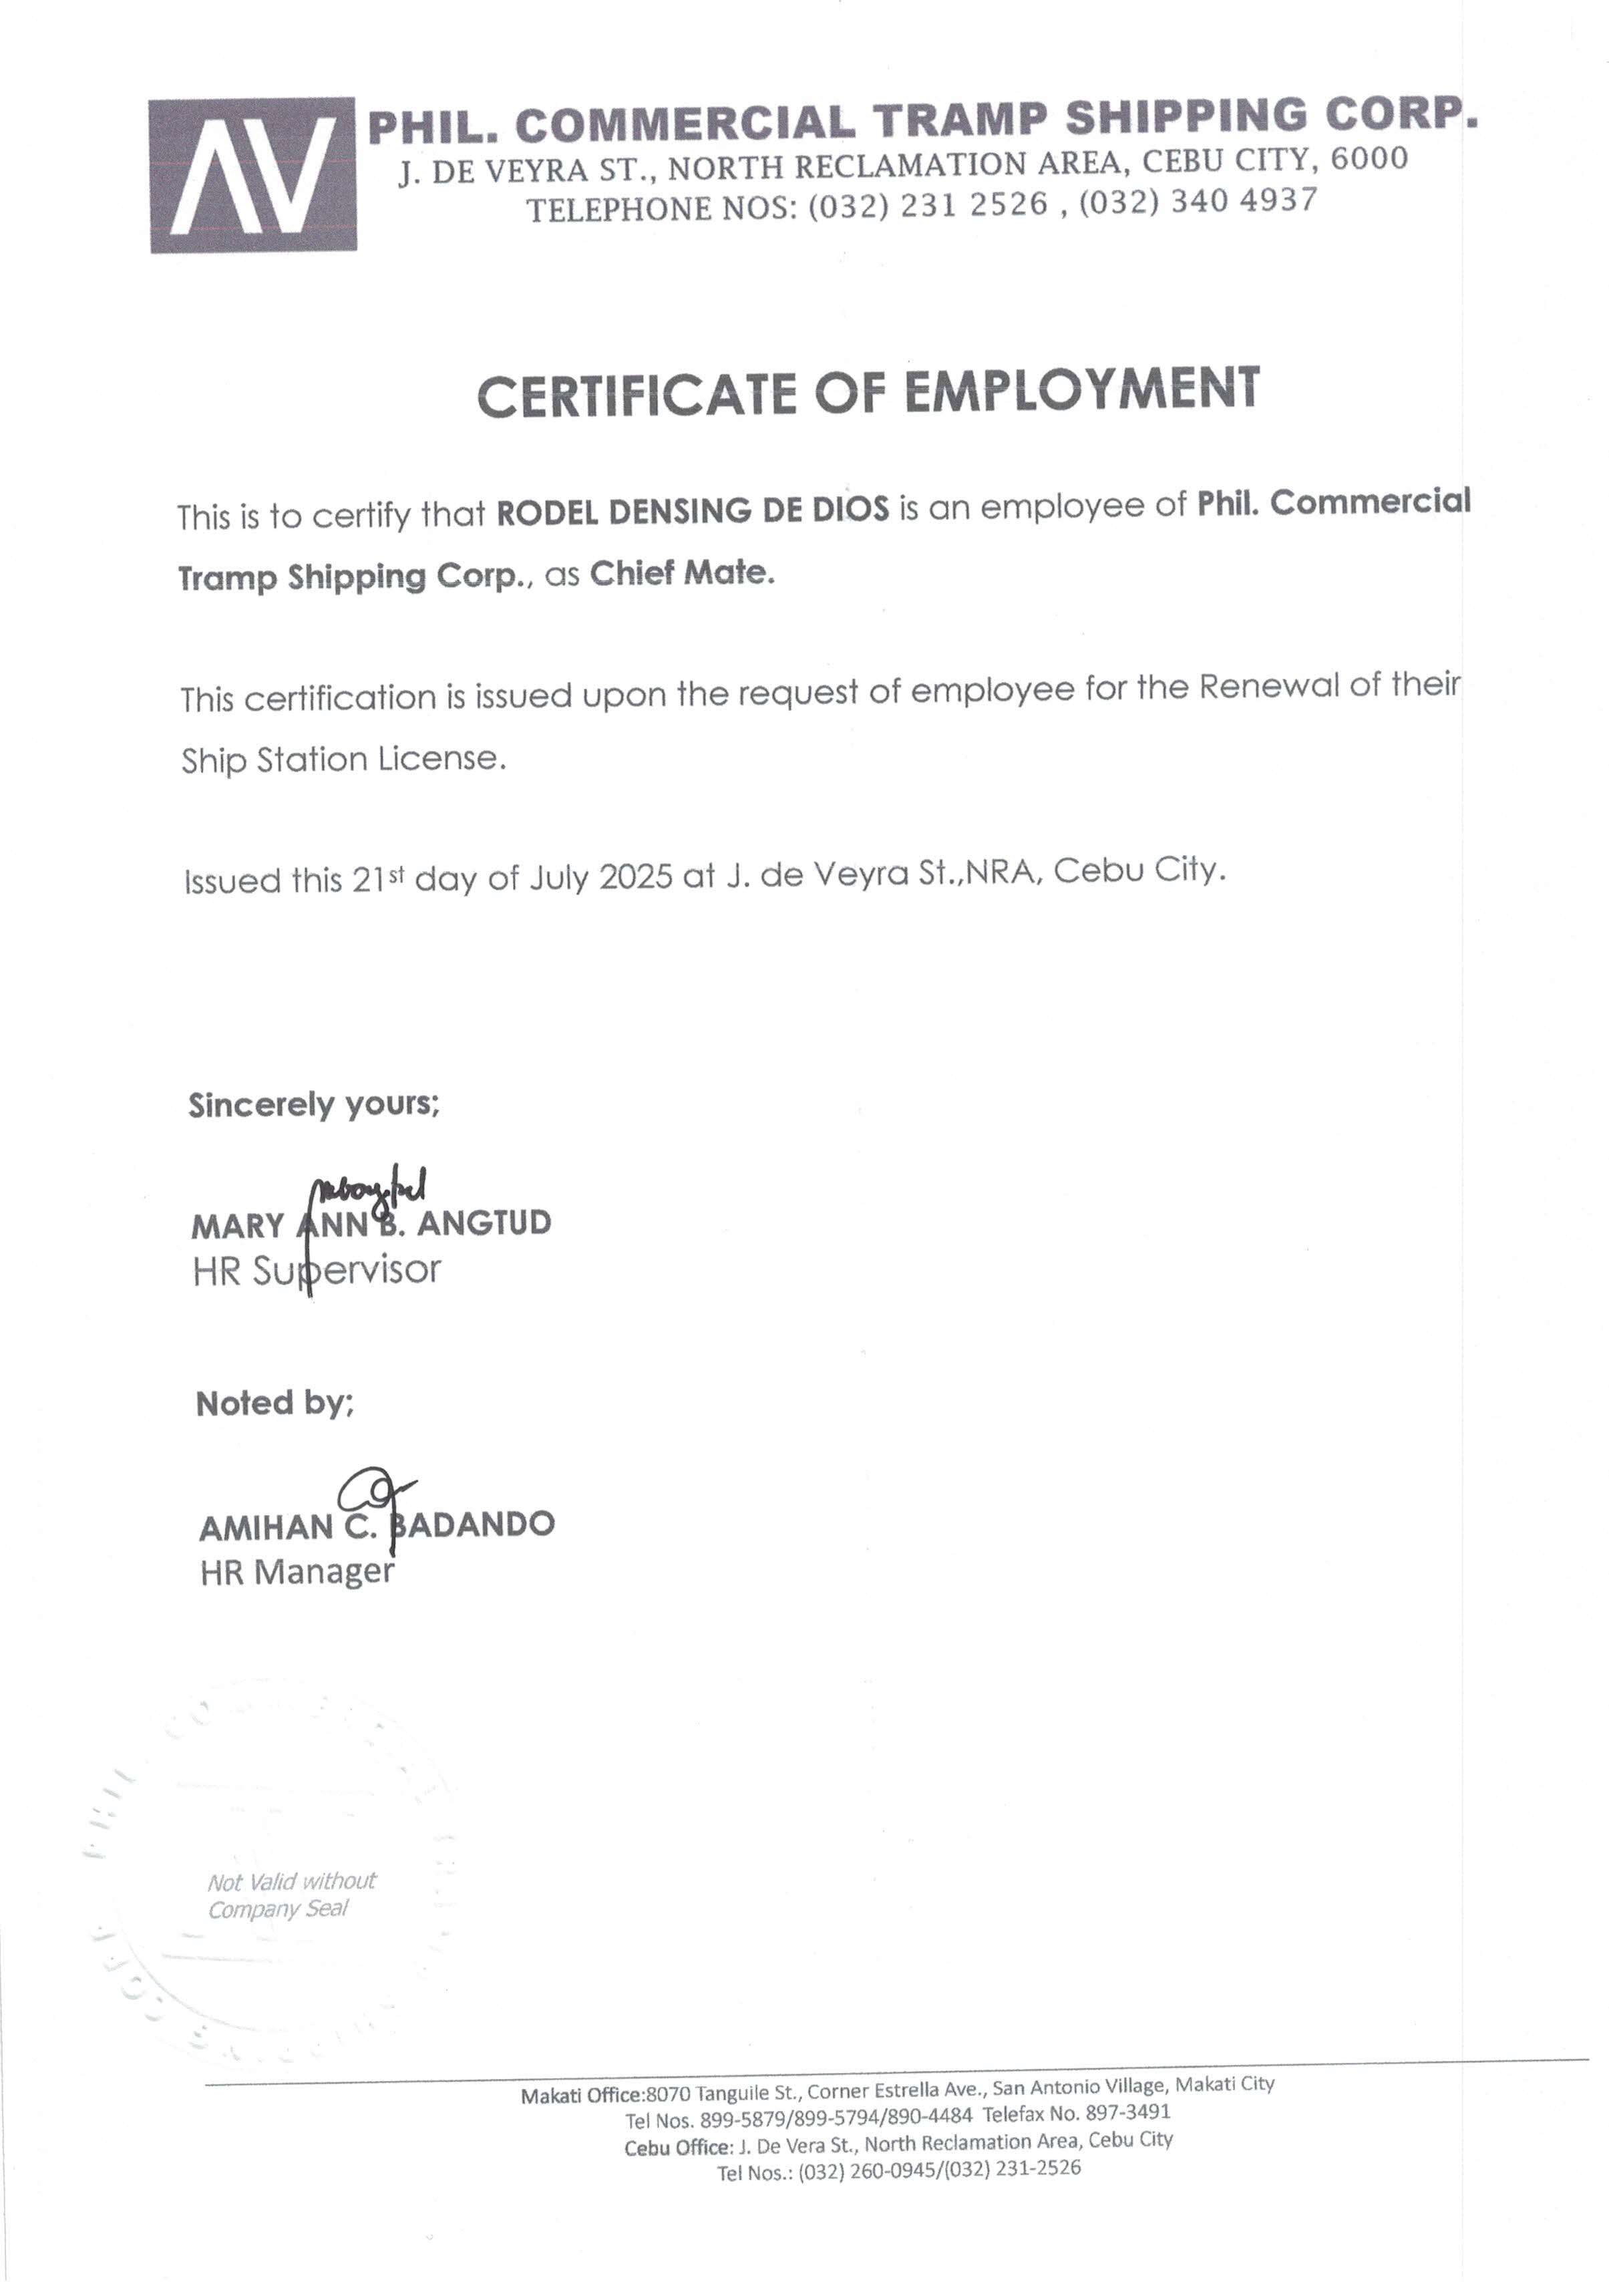 AV
PHIL. COMMERCIAL TRAMP SHIPPING CORP.
J. DE VEYRA ST., NORTH RECLAMATION AREA, CEBU CITY, 6000
TELEPHONE NOS: (032) 231 2526 , (032) 340 4937
CERTIFICATE OF EMPLOYMENT
This is to certify that RODEL DENSING DE DIOS is an employee of Phil. Commercial
Tramp Shipping Corp., as Chief Mate.
This certification is issued upon the request of employee for the Renewal of their
Ship Station License.
Issued this 21st day of July 2025 at J. de Veyra St.,NRA, Cebu City.
Sincerely yours;
MARY ANN B. ANGTUD
HR Supervisor
Noted by;
AMIHAN C. BADANDO
HR Manager
Not Valid without
Company Seal
Makati Office:8070 Tanguile St., Corner Estrella Ave., San Antonio Village, Makati City
Tel Nos. 899-5879/899-5794/890-4484 Telefax No. 897-3491
Cebu Office: J. De Vera St., North Reclamation Area, Cebu City
Tel Nos.: (032) 260-0945/(032) 231-2526